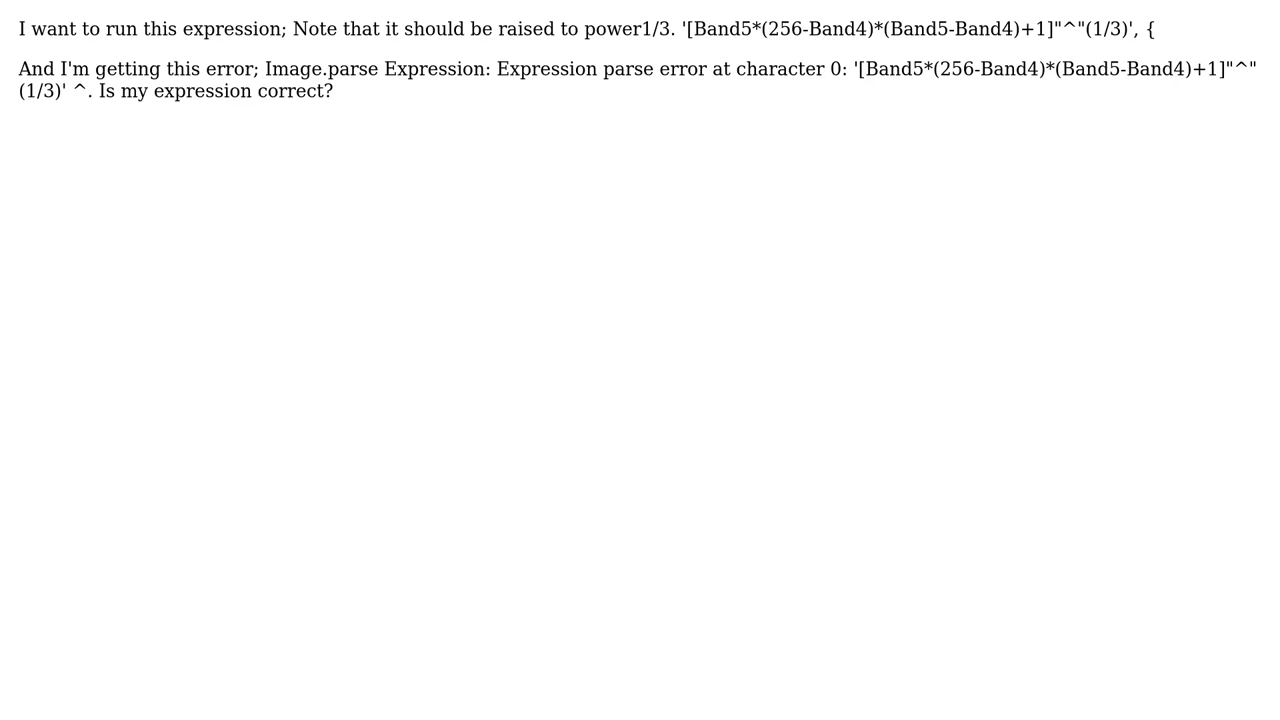 I want to run this expression; Note that it should be raised to power1/3. '[Band5*(256-Band4)*(Band5-Band4)+1]"^"(1/3)', {
And I'm getting this error; Image.parse Expression: Expression parse error at character 0: '[Band5*(256-Band4)*(Band5-Band4)+1]"^"
(1/3)' ^. Is my expression correct?